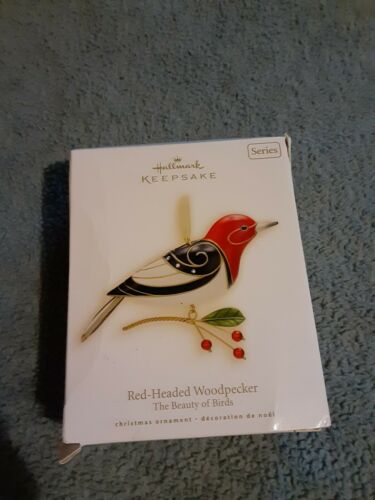 Hallmark
KEEPSAKE
Series
Red-Headed Woodpecker
The Beauty of Birds
christmas ornament · décoration de noël